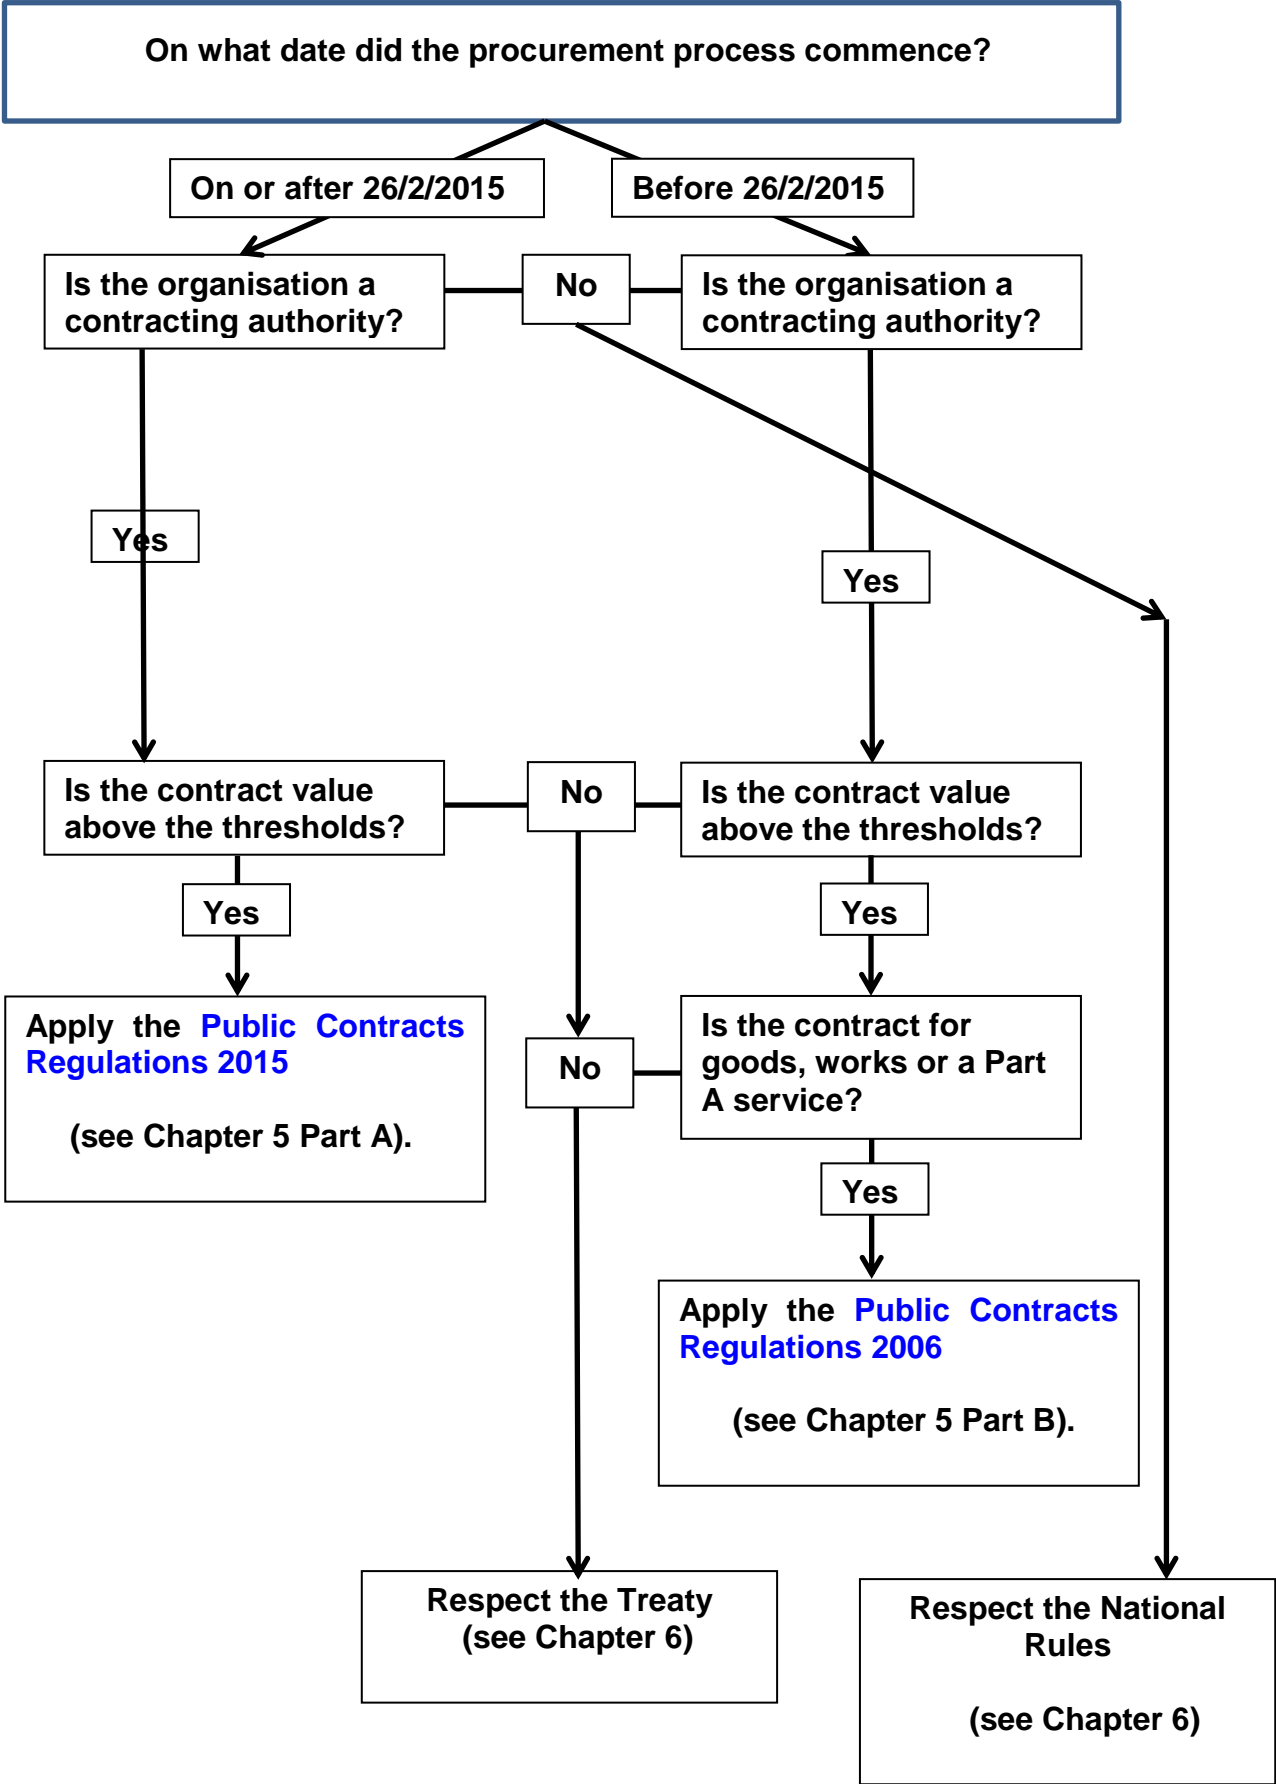 On what date did the procurement process commence?
On or after 26/2/2015
Before 26/2/2015
Is the organisation a
contracting authority?
No
Is the organisation a
contracting authority?
Yes
Yes
Is the contract value
above the thresholds?
No
Is the contract value
above the thresholds?
Yes
Yes
Apply the Public Contracts
Regulations 2015
(see Chapter 5 Part A).
No
Is the contract for
goods, works or a Part
A service?
Yes
Apply the Public Contracts
Regulations 2006
(see Chapter 5 Part B).
Respect the Treaty
(see Chapter 6)
Respect the National
Rules
(see Chapter 6)